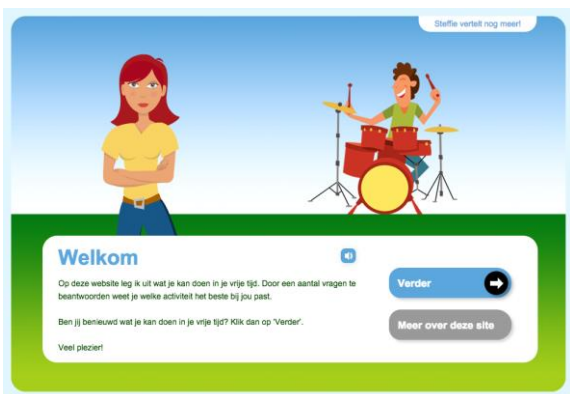 Steffie vertelt nog meer!
Welkom
Op deze website leg ik uit wat je kan doen in je vrije tijd. Door een aantal vragen te
beantwoorden weet je welke activiteit het beste bij jou past.
Ben jij benieuwd wat je kan doen in je vrije tijd? Klik dan op 'Verder'.
Veel plezier!
Verder
Meer over deze site